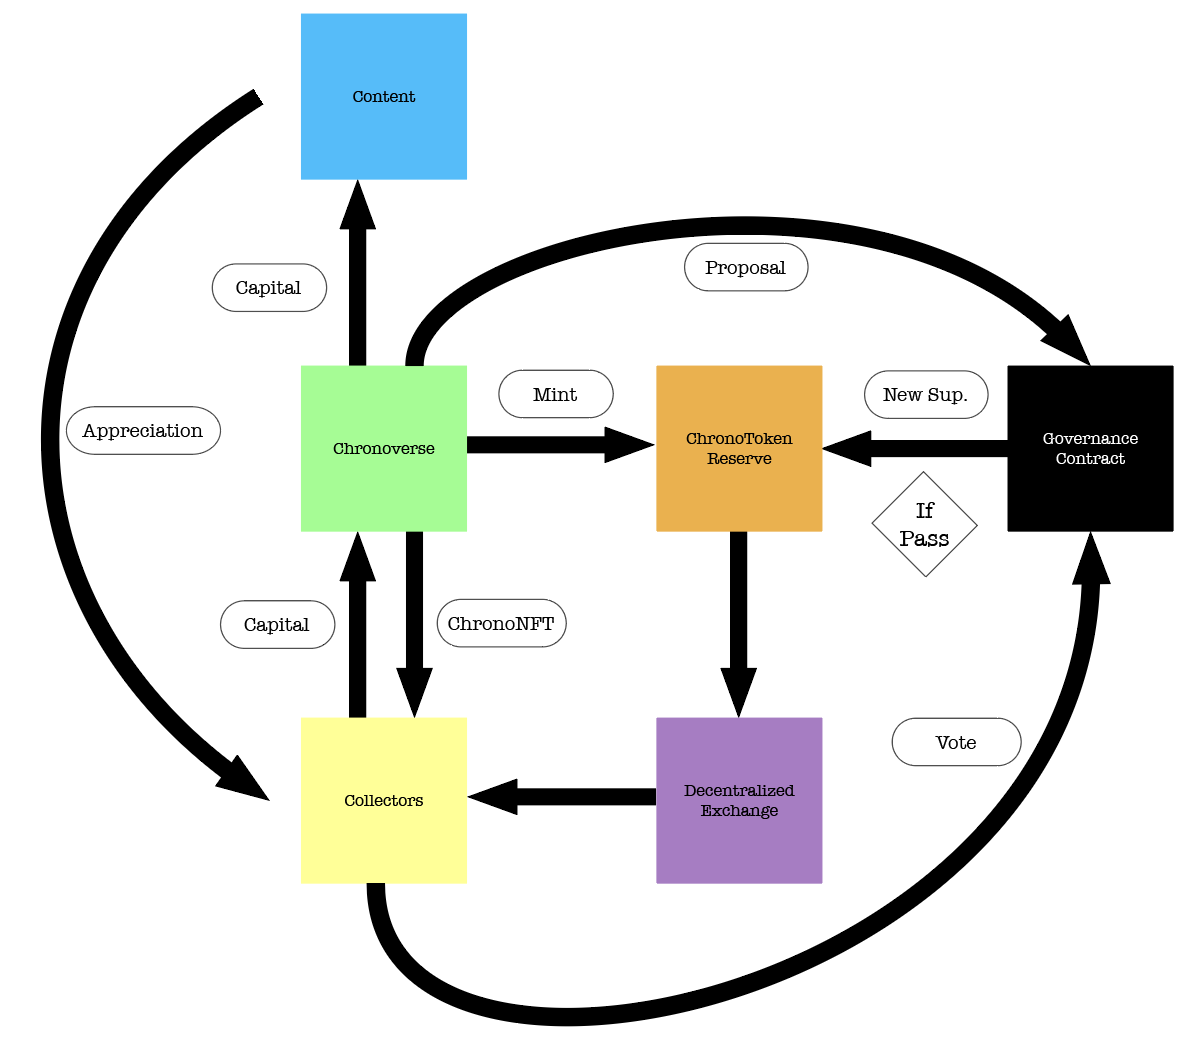 Content
Capital
Proposal
Mint
New Sup.
Appreciation
Chronoverse
ChronoToken
Reserve
Governance
Contract
If
Pass
Capital
ChronoNFT
Vote
Collectors
Decentralized
Exchange